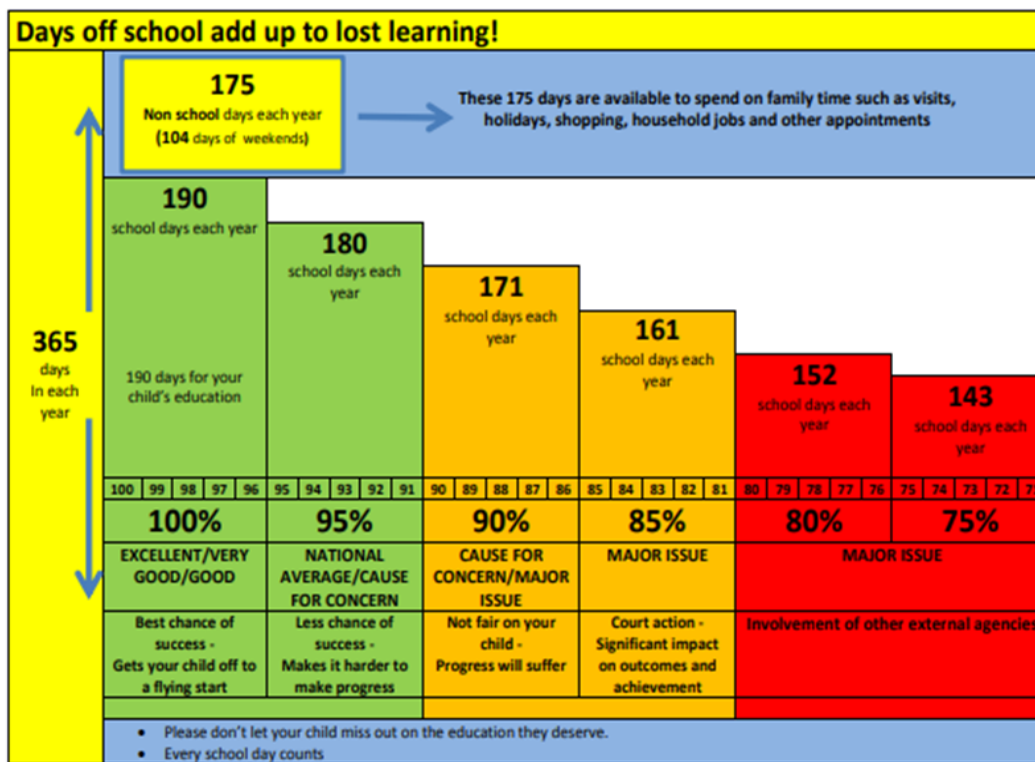 Days off school add up to lost learning!
175
Non school days each year
(104 days of weekends)
These 175 days are available to spend on family time such as visits,
holidays, shopping, household jobs and other appointments
365
days
In each
year
190
school days each year
190 days for your
child's education
180
school days each
year
171
school days each
year
161
school days each
year
152
school days each
year
143
school days each
year
100 99 98 97 96 95 94 93 92 91 90 89 88 87 86 85 84 83 82 81 80 79 78 77 76 75 74 73 72
100%
95%
90%
85%
80%
75%
EXCELLENT/VERY
GOOD/GOOD
NATIONAL
AVERAGE/CAUSE
FOR CONCERN
CAUSE FOR
CONCERN/MAJOR
ISSUE
MAJOR ISSUE
MAJOR ISSUE
Best chance of
success -
Gets your child off to
a flying start
Less chance of
success -
Makes it harder to
make progress
Not fair on your
child -
Progress will suffer
Court action -
Significant impact
on outcomes and
achievement
Involvement of other external agencies
• Please don't let your child miss out on the education they deserve.
• Every school day counts